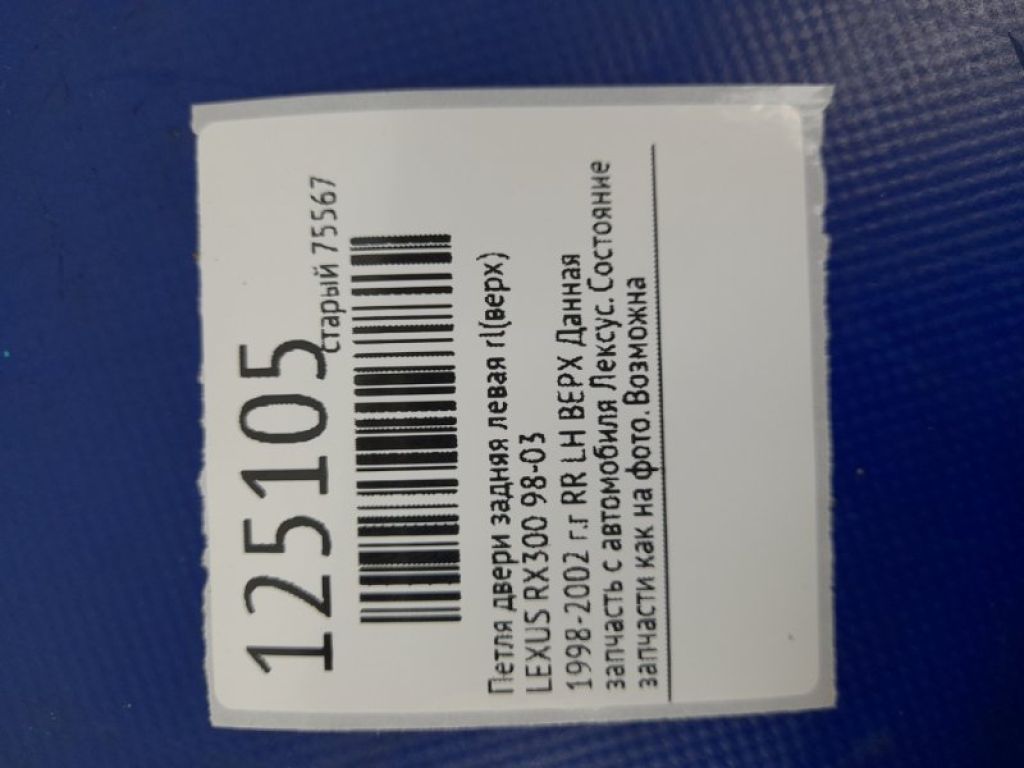 125105
старый 75567
Петля двери задняя левая rl(верх)
LEXUS RX300 98-03
1998-2002 г.г RR LH ВЕРХ Данная
запчасть с автомобиля Лексус. Состояние
запчасти как на фото. Возможна